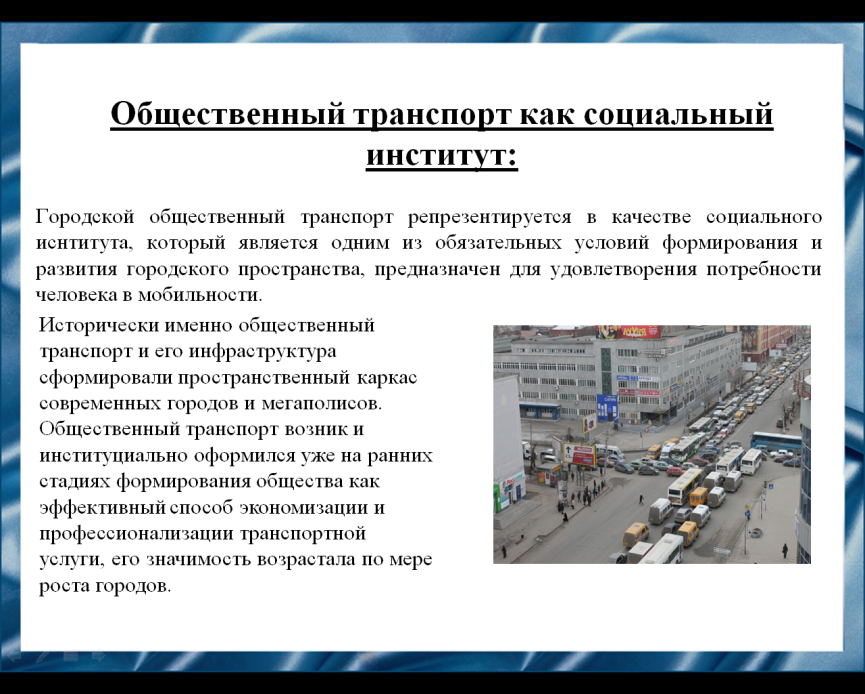 Общественный транспорт как социальный
институт:
Городской общественный транспорт репрезентируется в качестве социального
иснтитута, который является одним из обязательных условий формирования и
развития городского пространства, предназначен для удовлетворения потребности
человека в мобильности.
Исторически именно общественный
транспорт и его инфраструктура
сформировали пространственный каркас
современных городов и мегаполисов.
Общественный транспорт возник и
институциально оформился уже на ранних
стадиях формирования общества как
эффективный способ экономизации и
профессионализации транспортной
услуги, его значимость возрастала по мере
роста городов.